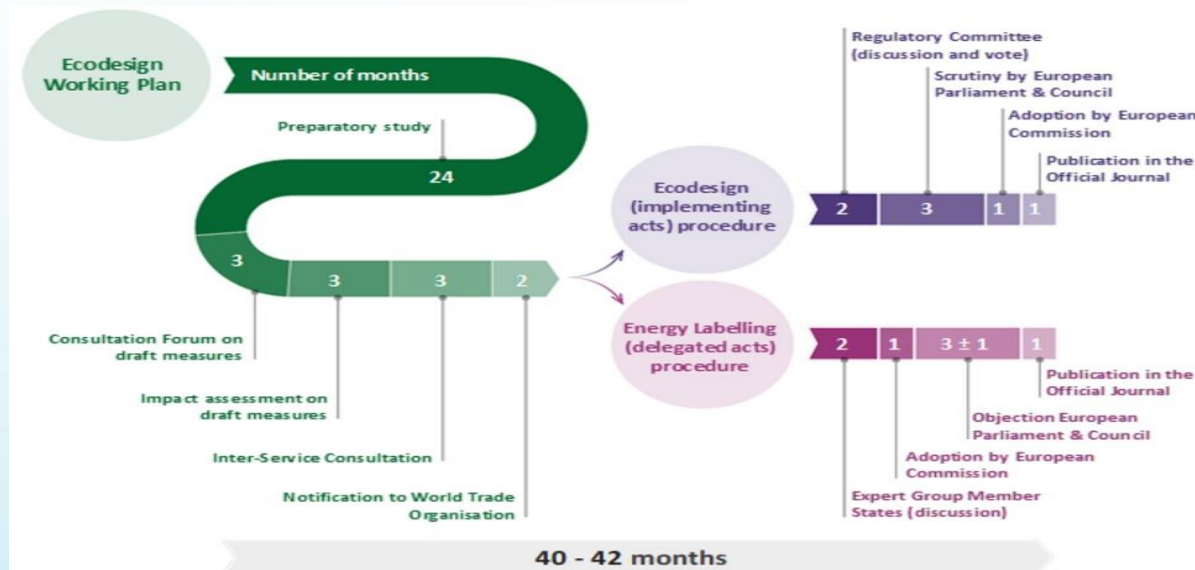 Ecodesign
Working Plan
Number of months
Preparatory study
24
3
3
3
2
Consultation Forum on
draft measures
Impact assessment on
draft measures
Inter-Service Consultation
Notification to World Trade
Organisation
Ecodesign
(implementing
acts) procedure
Regulatory Committee
(discussion and vote)
Scrutiny by European
Parliament & Council
Adoption by European
Commission
Publication in the
Official Journal
2
3
1
1
Energy Labelling
(delegated acts)
procedure
2
1
3 ± 1
1
Publication in the
Official Journal
Objection European
Parliament & Council
Adoption by European
Commission
Expert Group Member
States (discussion)
40 - 42 months